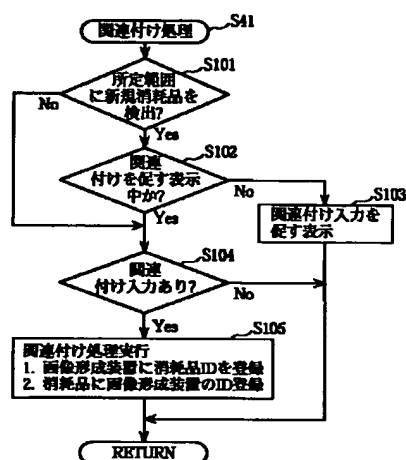 関連付け処理
S41
所定範囲
に新規消耗品を
検出?
S101
No
Yes
関連
付けを促す表示
中か?
S102
No
Yes
関連付け入力を
促す表示
S103
関連
付け入力あり?
S104
No
Yes
関連付け処理実行
1. 画像形成装置に消耗品IDを登録
2. 消耗品に画像形成装置のID登録
S105
RETURN